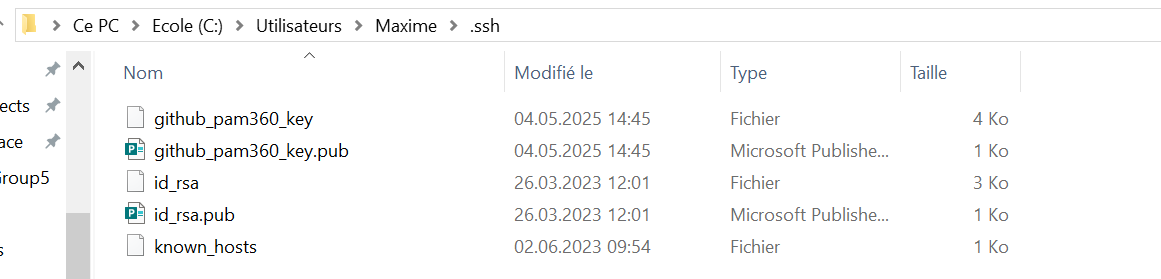 Ce PC > Ecole (C:) > Utilisateurs > Maxime > .ssh
Nom Modifié le Type Taille
ects github_pam360_key 04.05.2025 14:45 Fichier 4 Ko
ace github_pam360_key.pub 04.05.2025 14:45 Microsoft Publishe... 1 Ko
Group5 id_rsa 26.03.2023 12:01 Fichier 3 Ko
id_rsa.pub 26.03.2023 12:01 Microsoft Publishe... 1 Ko
s known_hosts 02.06.2023 09:54 Fichier 1 Ko